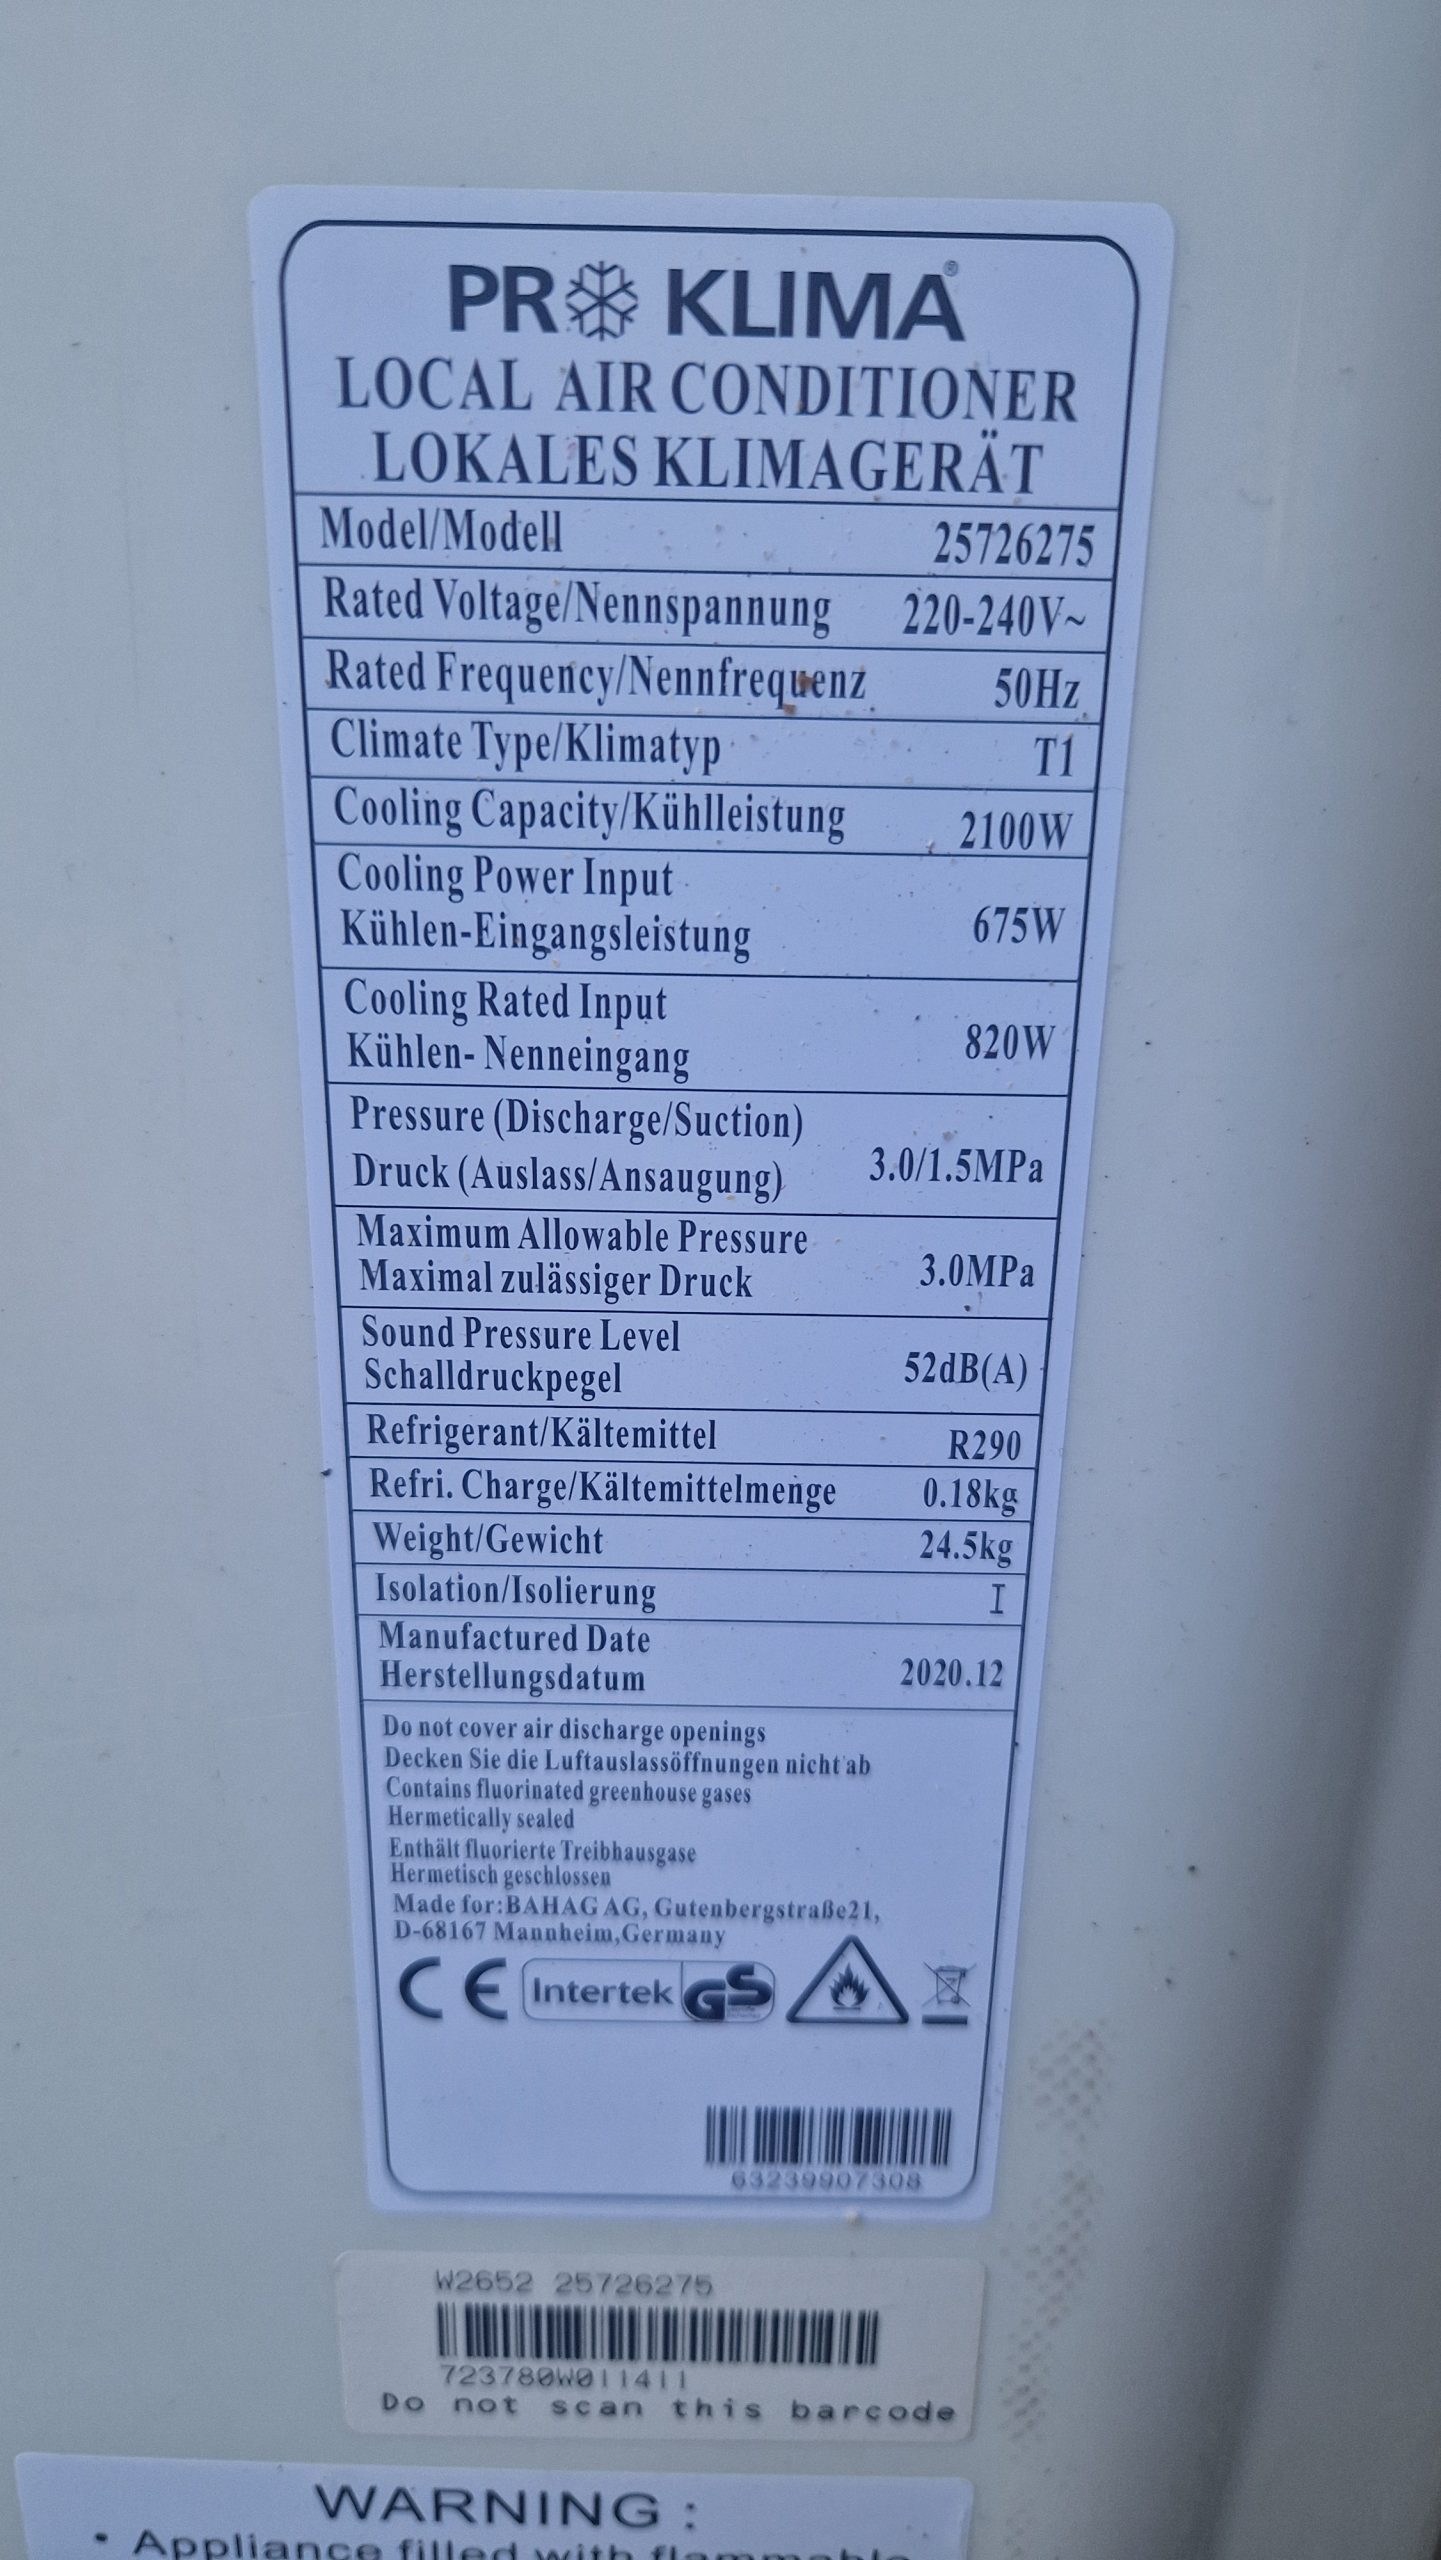 PRO KLIMA®
LOCAL AIR CONDITIONER
LOKALES KLIMAGERÄT
Model/Modell 25726275
Rated Voltage/Nennspannung 220-240V~
Rated Frequency/Nennfrequenz 50Hz
Climate Type/Klimatyp T1
Cooling Capacity/Kühlleistung 2100W
Cooling Power Input
Kühlen-Eingangsleistung 675W
Cooling Rated Input
Kühlen- Nenneingang 820W
Pressure (Discharge/Suction)
Druck (Auslass/Ansaugung) 3.0/1.5MPa
Maximum Allowable Pressure
Maximal zulässiger Druck 3.0MPa
Sound Pressure Level
Schalldruckpegel 52dB(A)
Refrigerant/Kältemittel R290
Refri. Charge/Kältemittelmenge 0.18kg
Weight/Gewicht 24.5kg
Isolation/Isolierung I
Manufactured Date
Herstellungsdatum 2020.12
Do not cover air discharge openings
Decken Sie die Luftauslassöffnungen nicht ab
Contains fluorinated greenhouse gases
Hermetically sealed
Enthält fluorierte Treibhausgase
Hermetisch geschlossen
Made for:BAHAG AG, Gutenbergstraße21,
D-68167 Mannheim,Germany
CE Intertek GS
63239907308
W2652 25726275
723780W011411
Do not scan this barcode
WARNING :
• Appliance filled with flammable